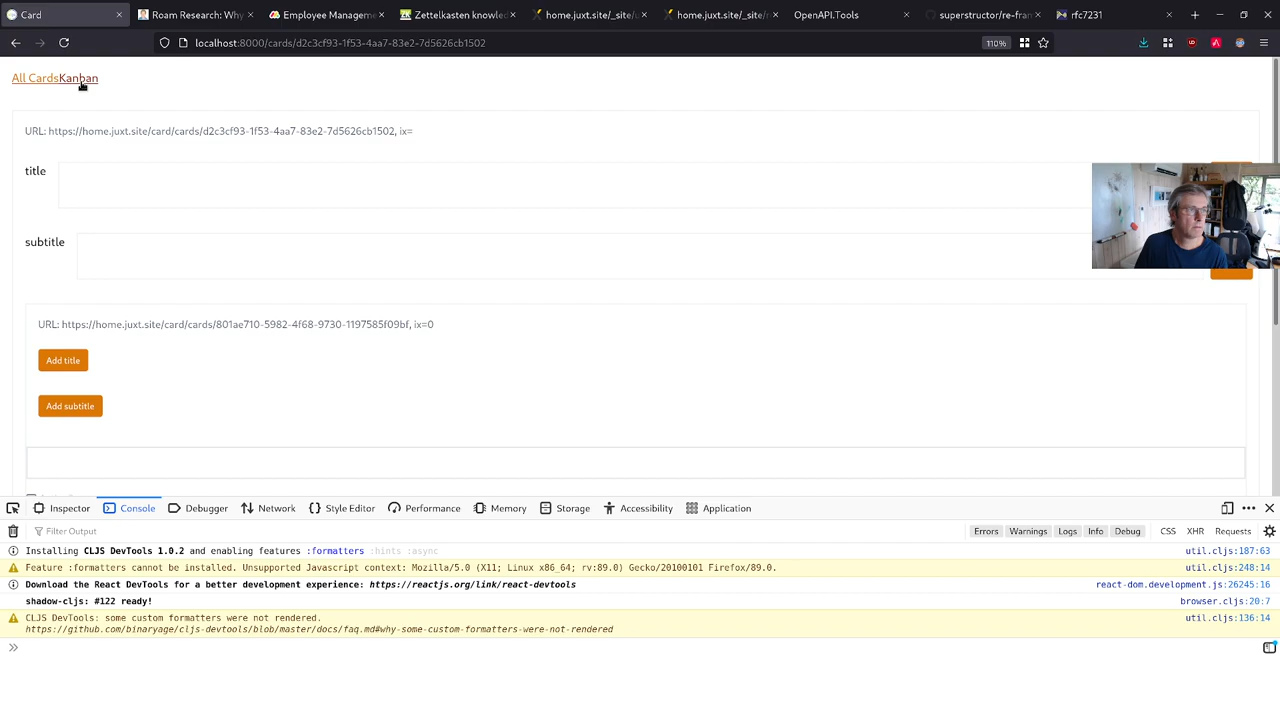 Card
Roam Research: Why
Employee Manageme
Zettelkasten knowled
home.juxt.site/_site/u
home.juxt.site/_site/r
OpenAPI.Tools
superstructor/re-fram
rfc7231
localhost:8000/cards/d2c3cf93-1f53-4aa7-83e2-7d5626cb1502
110%
All CardsKanban
URL: https://home.juxt.site/card/cards/d2c3cf93-1f53-4aa7-83e2-7d5626cb1502, ix=
title
subtitle
URL: https://home.juxt.site/card/cards/801ae710-5982-4f68-9730-1197585f09bf, ix=0
Add title
Add subtitle
Inspector
Console
Debugger
Network
Style Editor
Performance
Memory
Storage
Accessibility
Application
Filter Output
Errors
Warnings
Logs
Info
Debug
CSS
XHR
Requests
Installing CLJS DevTools 1.0.2 and enabling features :formatters :hints :async
util.cljs:187:63
Feature :formatters cannot be installed. Unsupported Javascript context: Mozilla/5.0 (X11; Linux x86_64; rv:89.0) Gecko/20100101 Firefox/89.0.
util.cljs:248:14
Download the React DevTools for a better development experience: https://reactjs.org/link/react-devtools
react-dom.development.js:26245:16
shadow-cljs: #122 ready!
browser.cljs:20:7
CLJS DevTools: some custom formatters were not rendered.
util.cljs:136:14
https://github.com/binaryage/cljs-devtools/blob/master/docs/faq.md#why-some-custom-formatters-were-not-rendered